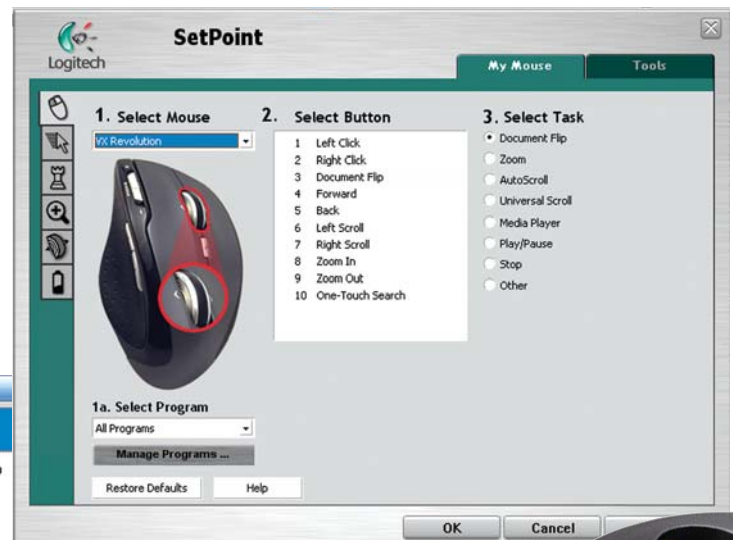 SetPoint
Logitech
My Mouse
Tools
1. Select Mouse
VX Revolution
1a. Select Program
All Programs
Manage Programs ...
Restore Defaults
Help
2. Select Button
1 Left Click
2 Right Click
3 Document Flip
4 Forward
5 Back
6 Left Scroll
7 Right Scroll
8 Zoom In
9 Zoom Out
10 One-Touch Search
3. Select Task
Document Flip
Zoom
AutoScroll
Universal Scroll
Media Player
Play/Pause
Stop
Other
OK
Cancel